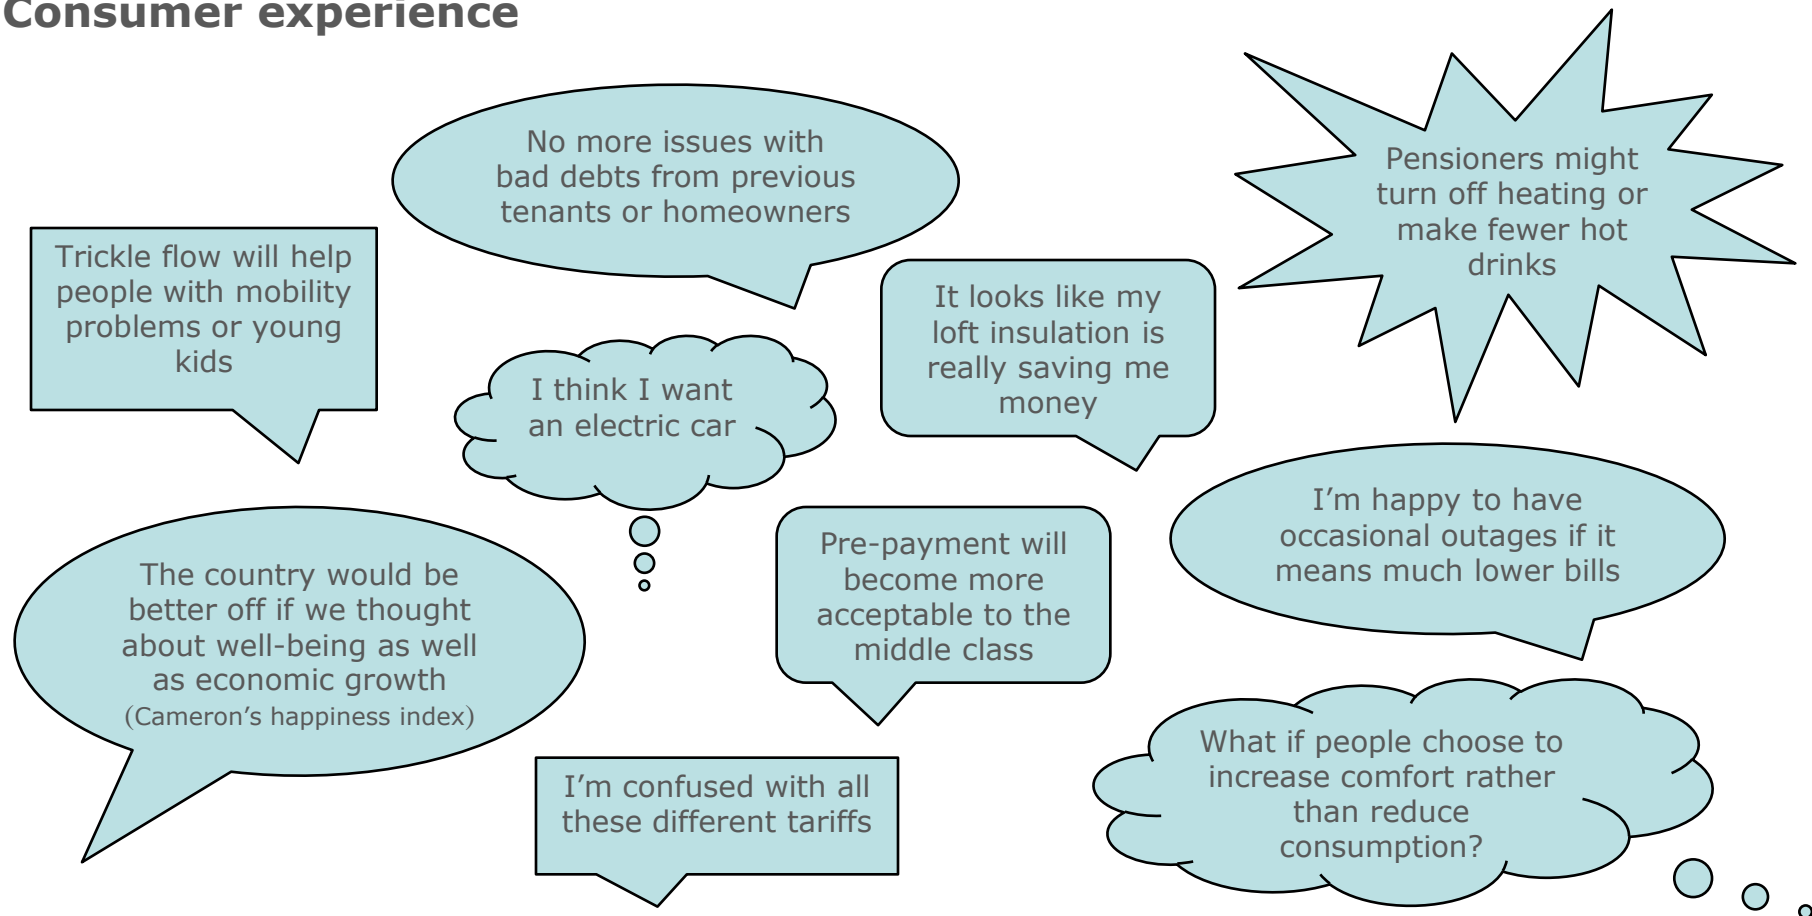 Consumer experience
No more issues with
bad debts from previous
tenants or homeowners
Pensioners might
turn off heating or
make fewer hot
drinks
Trickle flow will help
people with mobility
problems or young
kids
It looks like my
loft insulation is
really saving me
money
I think I want
an electric car
I’m happy to have
occasional outages if it
means much lower bills
Pre-payment will
become more
acceptable to the
middle class
The country would be
better off if we thought
about well-being as well
as economic growth
(Cameron’s happiness index)
What if people choose to
increase comfort rather
than reduce
consumption?
I’m confused with all
these different tariffs